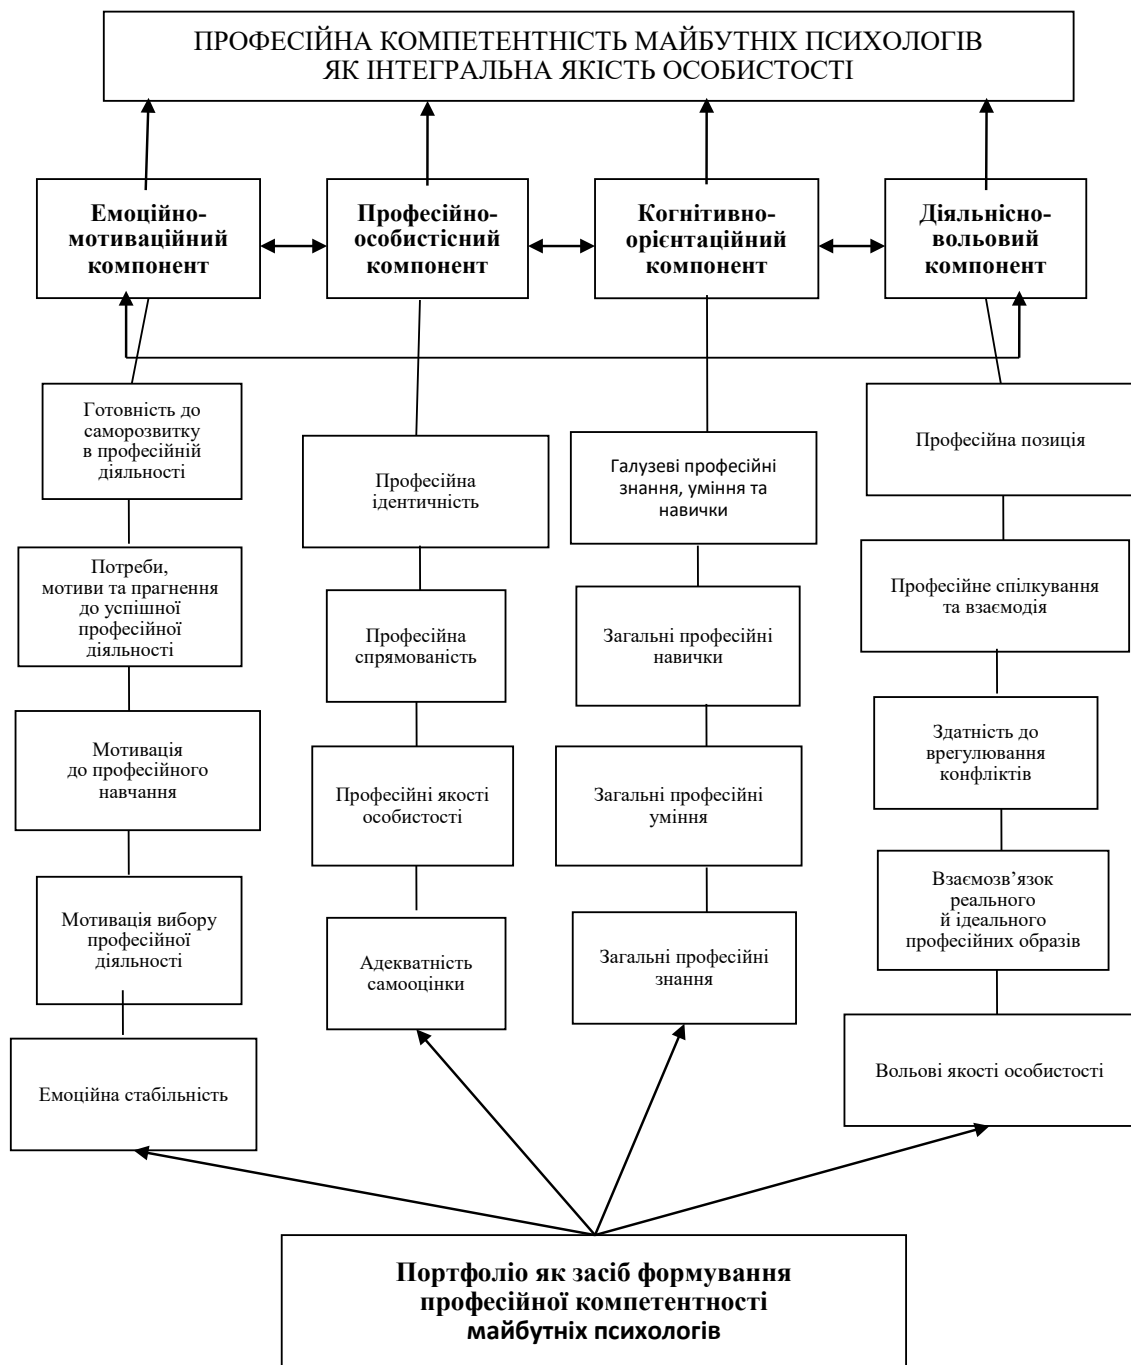 ПРОФЕСІЙНА КОМПЕТЕНТНІСТЬ МАЙБУТНІХ ПСИХОЛОГІВ
ЯК ІНТЕГРАЛЬНА ЯКІСТЬ ОСОБИСТОСТІ
Емоційно-
мотиваційний
компонент
Професійно-
особистісний
компонент
Когнитивно-
орієнтаційний
компонент
Діяльнісно-
вольовий
компонент
Готовність до
саморозвитку
в професійній
діяльності
Потреби,
мотиви та прагнення
до успішної
професійної
діяльності
Мотивація
до професійного
навчання
Мотивація вибору
професійної
діяльності
Емоційна стабільність
Професійна
ідентичність
Професійна
спрямованість
Професійні якості
особистості
Адекватність
самооцінки
Галузеві професійні
знання, уміння та
навички
Загальні професійні
навички
Загальні професійні
уміння
Загальні професійні
знання
Професійна позиція
Професійне спілкування
та взаємодія
Здатність до
врегулювання
конфліктів
Взаємозв'язок
реального
й ідеального
професійних образів
Вольові якості особистості
Портфоліо як засіб формування
професійної компетентності
майбутніх психологів